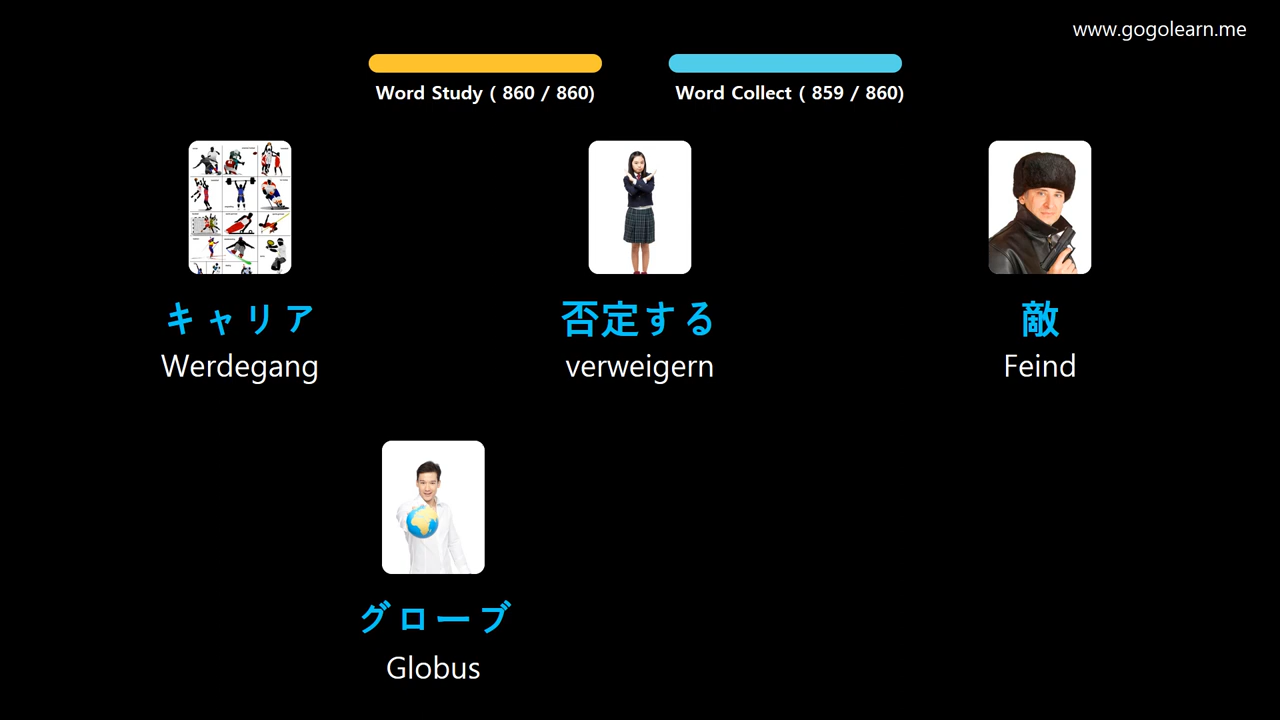 www.gogolearn.me
Word Study ( 860 / 860)
Word Collect ( 859 / 860)
キャリア
Werdegang
否定する
verweigern
敵
Feind
グローブ
Globus